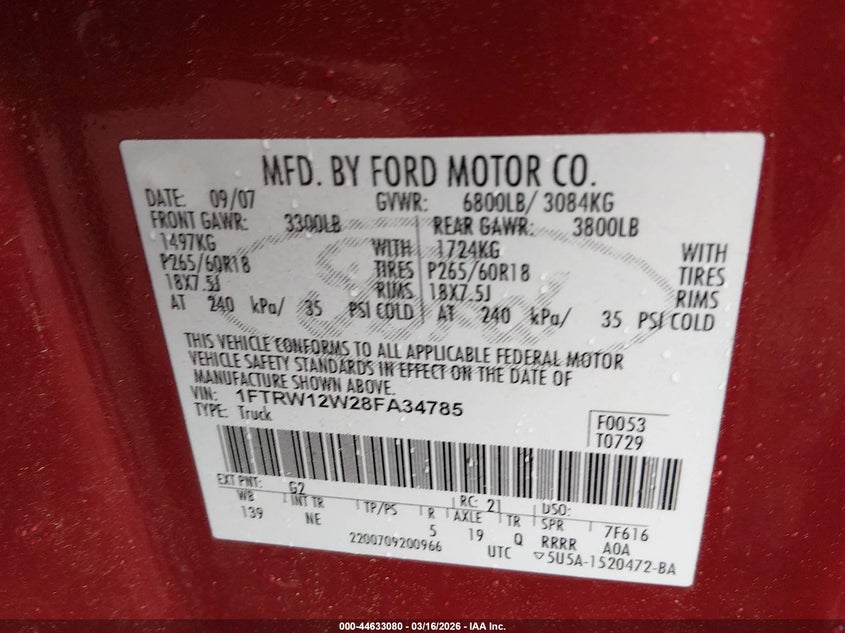 MFD. BY FORD MOTOR CO.
DATE: 09/07 GVWR: 6800LB/ 3084KG
FRONT GAWR: 3300LB REAR GAWR: 3800LB
1497KG WITH 1724KG WITH
P265/60R18 TIRES P265/60R18 TIRES
18X7.5J RIMS 18X7.5J RIMS
AT 240 kPa/ 35 PSI COLD AT 240 kPa/ 35 PSI COLD
THIS VEHICLE CONFORMS TO ALL APPLICABLE FEDERAL MOTOR
VEHICLE SAFETY STANDARDS IN EFFECT ON THE DATE OF
MANUFACTURE SHOWN ABOVE.
VIN: 1FTRW12W28FA34785
TYPE: Truck
F0053
T0729
EXT PNT: G2 RC: 21 DSO:
WB INT TR TP/PS R AXLE TR SPR 7F616
139 NE 5 19 Q RRRR AOA
2200709200966 UTC ▽5U5A-1520472-BA
000-44633080 - 03/16/2026 - IAA Inc.